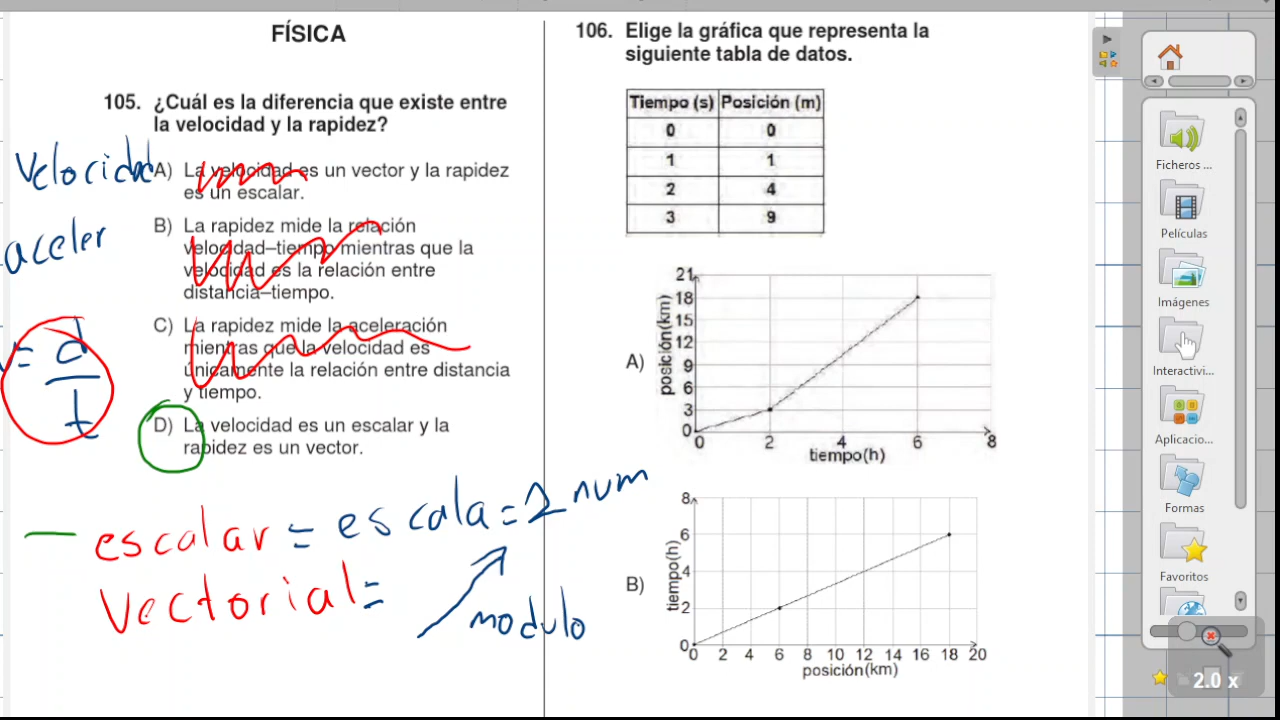 FÍSICA
105. ¿Cuál es la diferencia que existe entre
la velocidad y la rapidez?
A) La velocidad es un vector y la rapidez
es un escalar.
B) La rapidez mide la relación
velocidad–tiempo mientras que la
velocidad es la relación entre
distancia–tiempo.
C) La rapidez mide la aceleración
mientras que la velocidad es
únicamente la relación entre distancia
y tiempo.
D) La velocidad es un escalar y la
rapidez es un vector.
Velocidad
aceler
= d
t
escalar = escala = 2 num
Vectorial =
modulo
106. Elige la gráfica que representa la
siguiente tabla de datos.
Tiempo (s) Posición (m)
0 0
1 1
2 4
3 9
A)
posición(km)
21
18
15
12
9
6
3
0
0 2 4 6 8
tiempo(h)
B)
tiempo(h)
8
6
4
2
0
0 2 4 6 8 10 12 14 16 18 20
posición(km)
Ficheros ...
Películas
Imágenes
Interactivi...
Aplicacio...
Formas
Favoritos
2.0 x